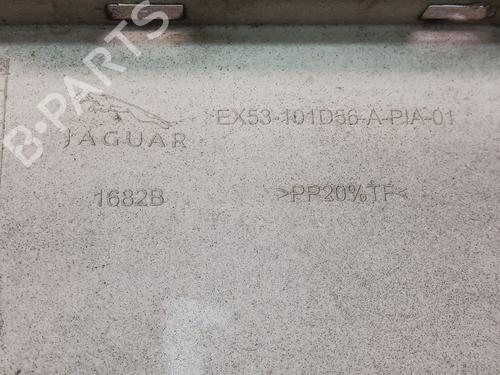 B-PARTS
JAGUAR
EX53-101D56-A-PIA-01
1682B
>PP20%TF<